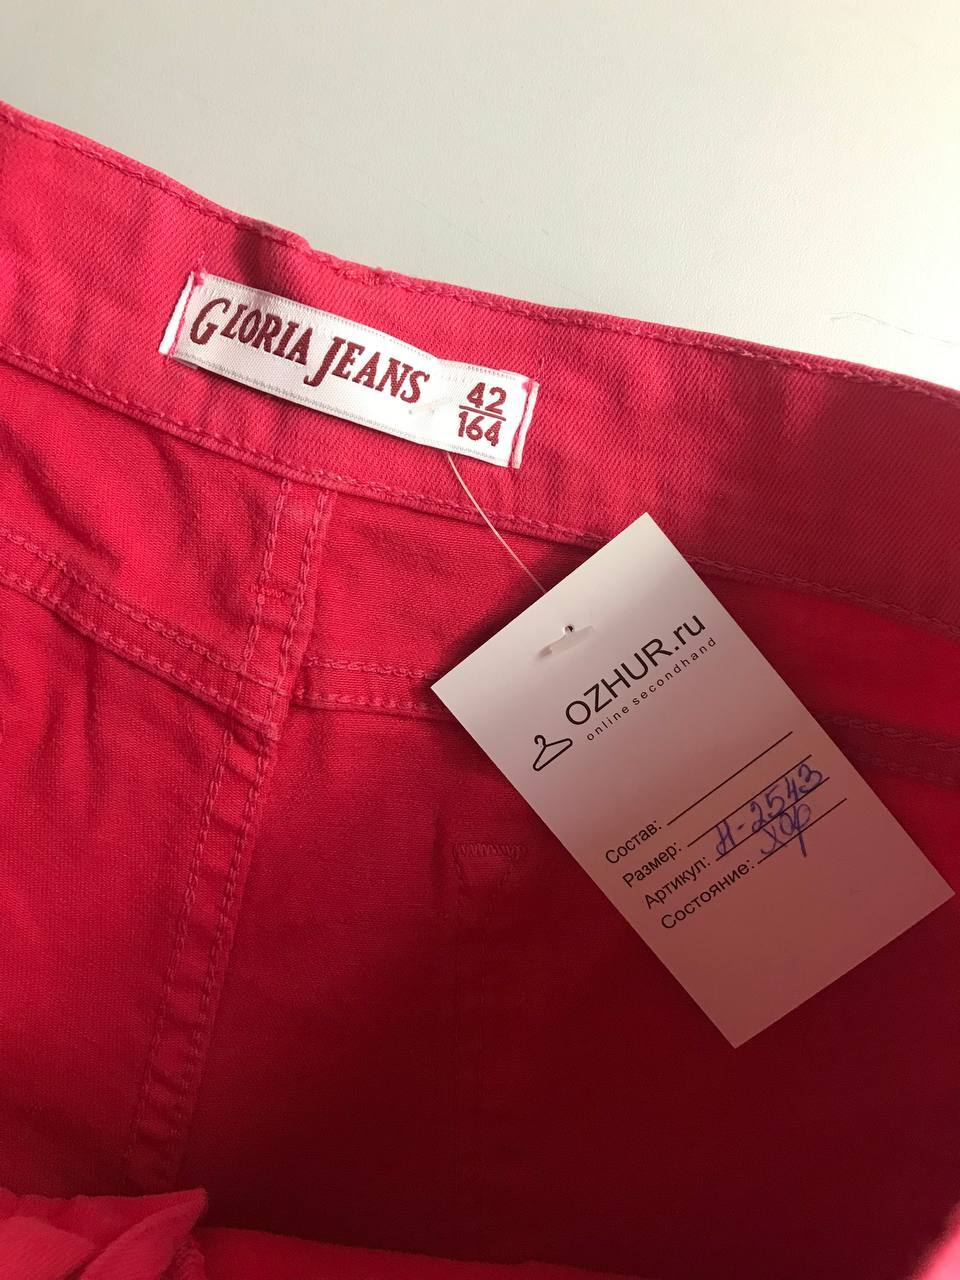 GLORIA JEANS
42
164
OZHUR.ru
online secondhand
Состав:
Размер:
Артикул: Н-2543
Состояние: хор